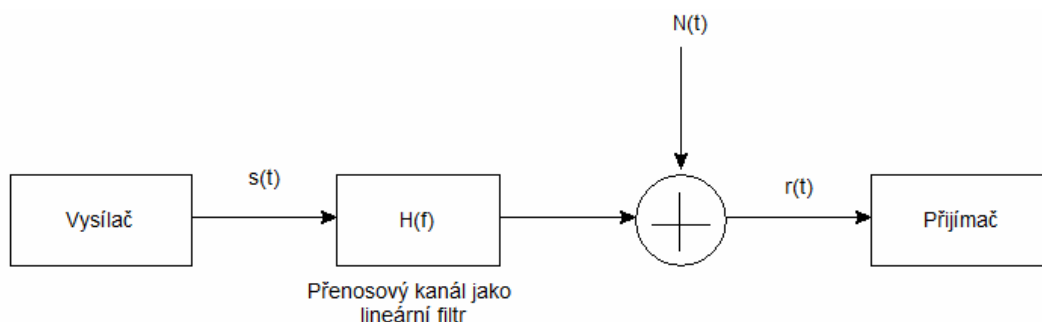 N(t)
s(t)
r(t)
Vysílač
H(f)
Přijímač
Přenosový kanál jako
lineární filtr